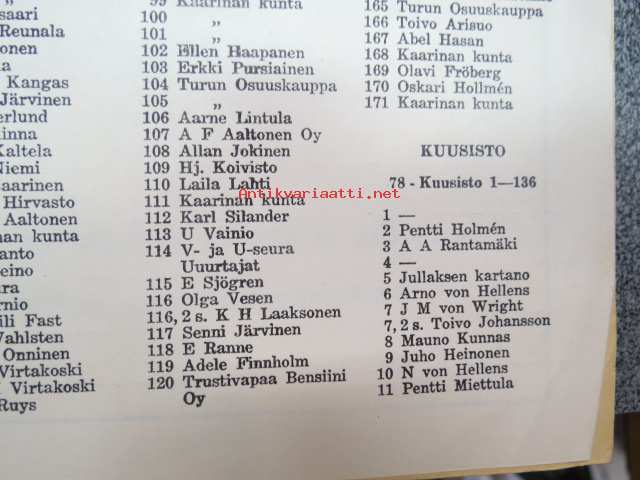 saari
Reunala
onen
a
Kangas
Järvinen
erlund
inna
Kaltela
Niemi
aarinen
Hirvasto
Aaltonen
nan kunta
anto
eino
ura
rnio
ili Fast
Wahlsten
Onninen
Virtakoski
Virtakoski
Ruys
99 Kaarinan kunta
100 „
101 „
102 Ellen Haapanen
103 Erkki Pursiainen
104 Turun Osuuskauppa
105 „
106 Aarne Lintula
107 A F Aaltonen Oy
108 Allan Jokinen
109 Hj. Koivisto
110 Laila Lahti
111 Kaarinan kunta
112 Karl Silander
113 U Vainio
114 V- ja U-seura
Uuurtajat
115 E Sjögren
116 Olga Vesen
116, 2 s. K H Laaksonen
117 Senni Järvinen
118 E Ranne
119 Adele Finnholm
120 Trustivapaa Bensiini
Oy
165 Turun Osuuskauppa
166 Toivo Arisuo
167 Abel Hasan
168 Kaarinan kunta
169 Olavi Fröberg
170 Oskari Hollmén
171 Kaarinan kunta
KUUSISTO
78 - Kuusisto 1—136
1 —
2 Pentti Holmén
3 A A Rantamäki
4 —
5 Jullaksen kartano
6 Arno von Hellens
7 J M von Wright
7, 2 s. Toivo Johansson
8 Mauno Kunnas
9 Juho Heinonen
10 N von Hellens
11 Pentti Miettula
Antikvariaatti.net